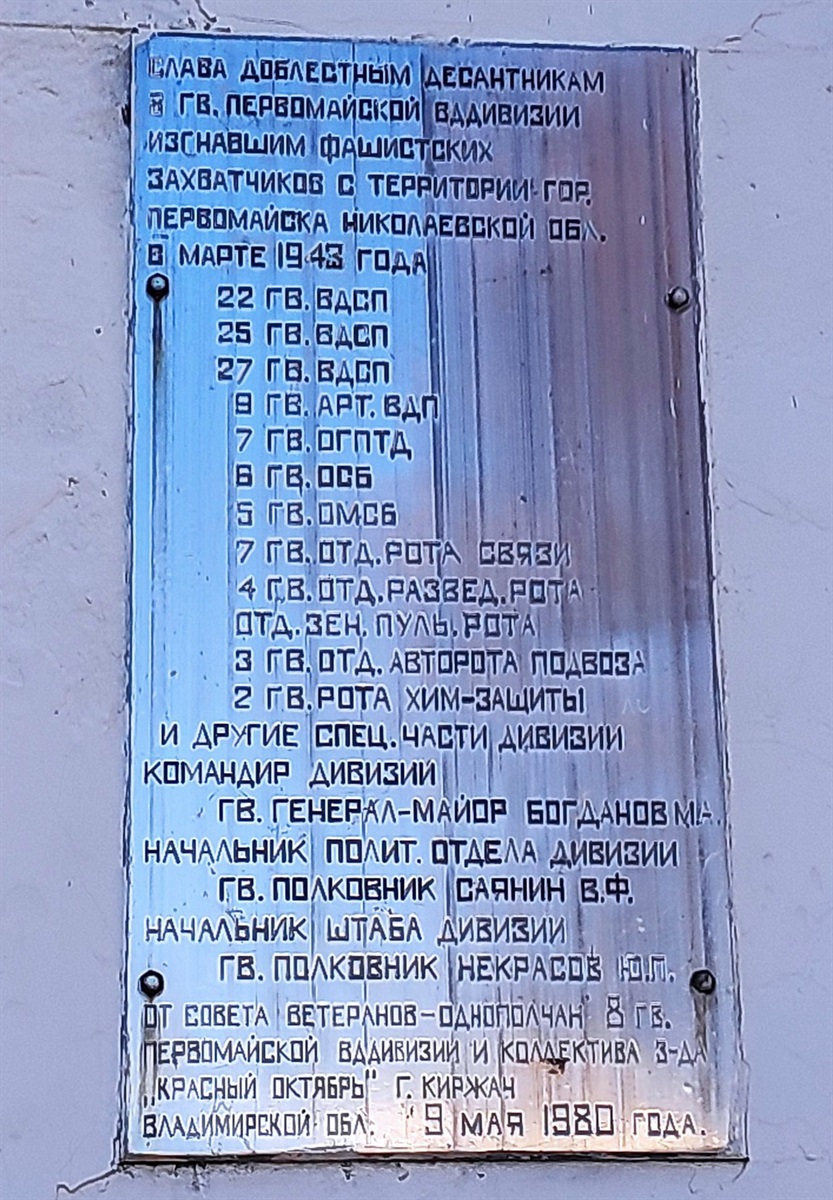 СЛАВА ДОБЛЕСТНЫМ ДЕСАНТНИКАМ
8 ГВ. ПЕРВОМАЙСКОЙ ВДДИВИЗИИ
ИЗГНАВШИМ ФАШИСТСКИХ
ЗАХВАТЧИКОВ С ТЕРРИТОРИИ ГОР.
ПЕРВОМАЙСКА НИКОЛАЕВСКОЙ ОБЛ.
В МАРТЕ 1943 ГОДА
22 ГВ. ВДСП
25 ГВ. ВДСП
27 ГВ. ВДСП
9 ГВ. АРТ. ВДП
7 ГВ. ОГПТД
6 ГВ. ОСБ
5 ГВ. ОМСБ
7 ГВ. ОТД. РОТА СВЯЗИ
4 ГВ. ОТД. РАЗВЕД. РОТА
ОТД. ЗЕН. ПУЛЬ. РОТА
3 ГВ. ОТД. АВТОРОТА ПОДВОЗА
2 ГВ. РОТА ХИМ-ЗАЩИТЫ
И ДРУГИЕ СПЕЦ. ЧАСТИ ДИВИЗИИ
КОМАНДИР ДИВИЗИИ
ГВ. ГЕНЕРАЛ-МАЙОР БОГДАНОВ М.А.
НАЧАЛЬНИК ПОЛИТ. ОТДЕЛА ДИВИЗИИ
ГВ. ПОЛКОВНИК САЯНИН В.Ф.
НАЧАЛЬНИК ШТАБА ДИВИЗИИ
ГВ. ПОЛКОВНИК НЕКРАСОВ Ю.П.
ОТ СОВЕТА ВЕТЕРАНОВ-ОДНОПОЛЧАН 8 ГВ.
ПЕРВОМАЙСКОЙ ВДДИВИЗИИ И КОЛЛЕКТИВА З-ДА
„КРАСНЫЙ ОКТЯБРЬ" Г. КИРЖАЧ
ВЛАДИМИРСКОЙ ОБЛ. 9 МАЯ 1980 ГОДА.